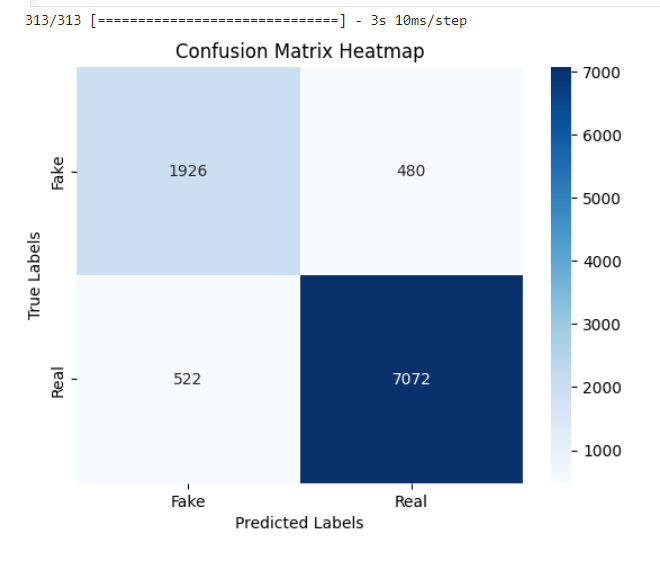 313/313 [==============================] - 3s 10ms/step
Confusion Matrix Heatmap
7000
6000
5000
4000
3000
2000
1000
True Labels
Fake
1926
480
Real
522
7072
Fake
Real
Predicted Labels